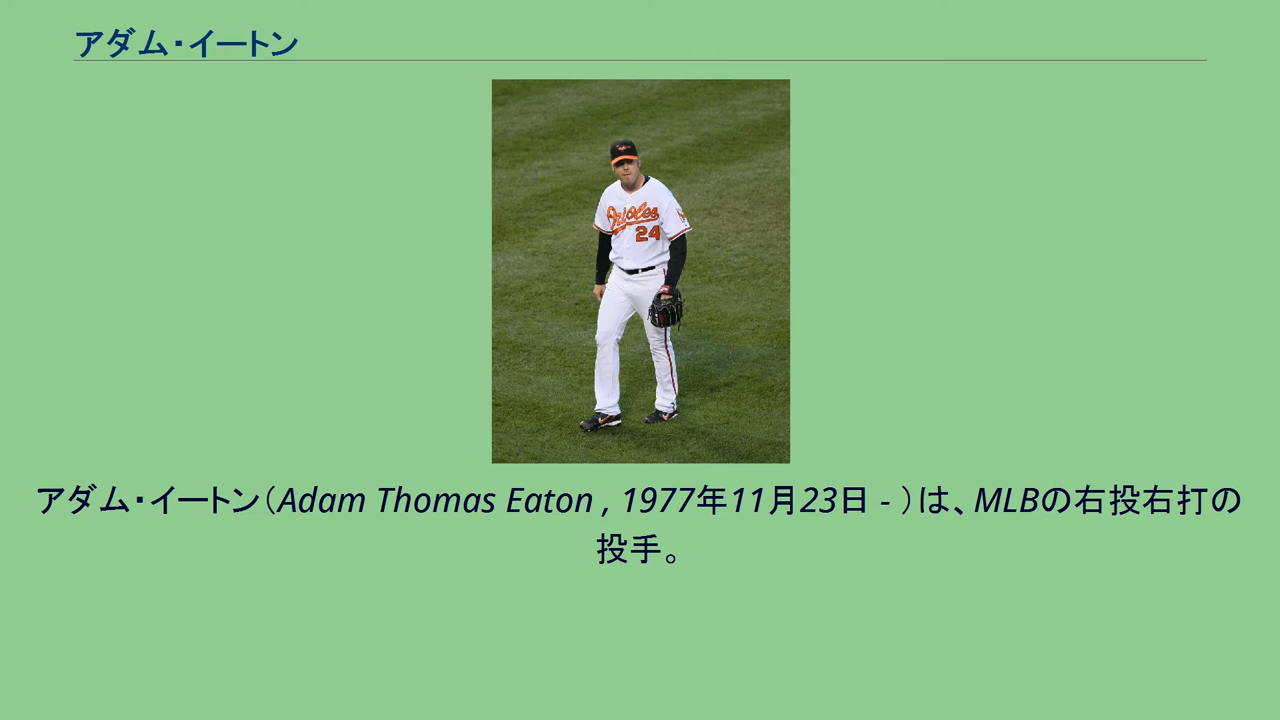 アダム・イートン
Orioles
24
アダム・イートン（Adam Thomas Eaton , 1977年11月23日 - ）は、MLBの右投右打の
投手。